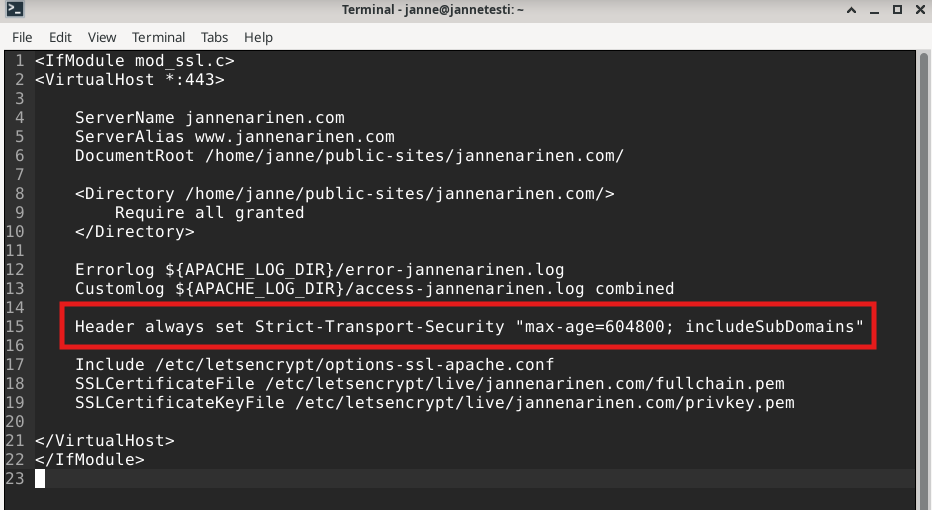 Terminal - janne@jannetesti: ~
File Edit View Terminal Tabs Help
1 <IfModule mod_ssl.c>
2 <VirtualHost *:443>
3
4     ServerName jannenarinen.com
5     ServerAlias www.jannenarinen.com
6     DocumentRoot /home/janne/public-sites/jannenarinen.com/
7
8     <Directory /home/janne/public-sites/jannenarinen.com/>
9         Require all granted
10     </Directory>
11
12     Errorlog ${APACHE_LOG_DIR}/error-jannenarinen.log
13     Customlog ${APACHE_LOG_DIR}/access-jannenarinen.log combined
14
15     Header always set Strict-Transport-Security "max-age=604800; includeSubDomains"
16
17     Include /etc/letsencrypt/options-ssl-apache.conf
18     SSLCertificateFile /etc/letsencrypt/live/jannenarinen.com/fullchain.pem
19     SSLCertificateKeyFile /etc/letsencrypt/live/jannenarinen.com/privkey.pem
20
21 </VirtualHost>
22 </IfModule>
23